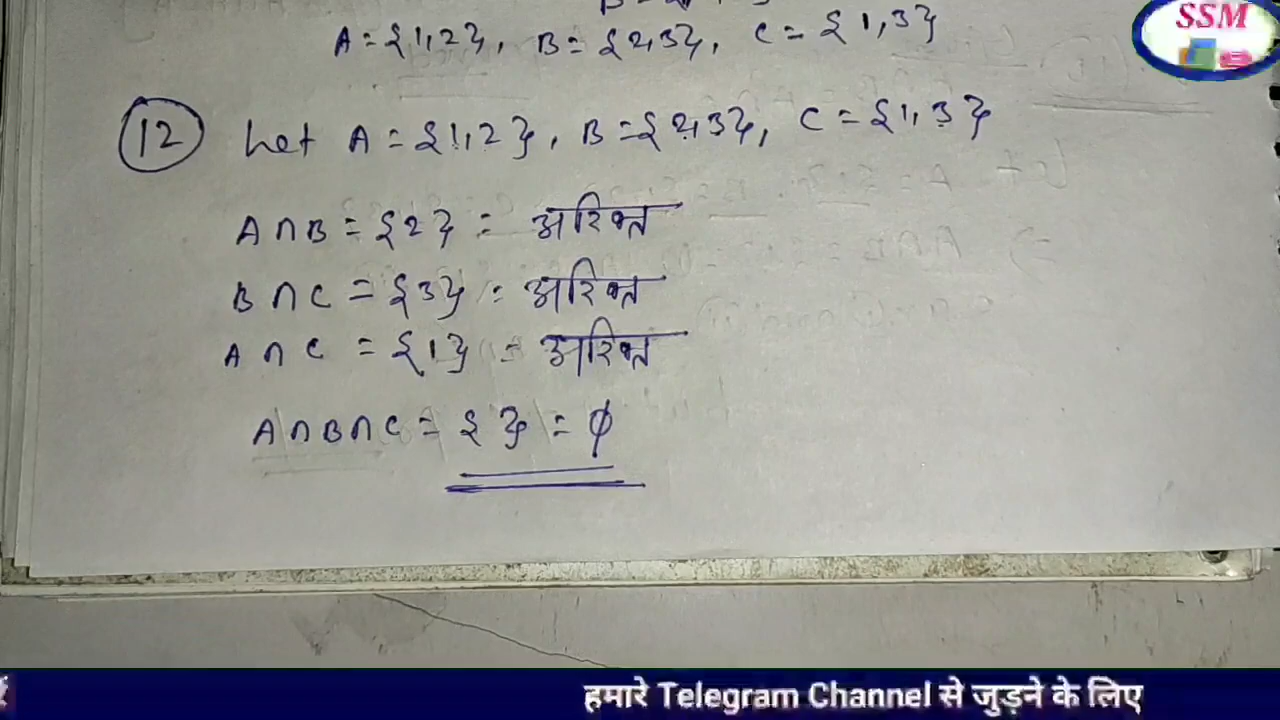 SSM
A = {1,2}, B = {2,3}, C = {1,3}
12 Let A = {1,2}, B = {2,3}, C = {1,3}
A∩B = {2} = अरिक्त
B∩C = {3} = अरिक्त
A∩C = {1} = अरिक्त
A∩B∩C = { } = ϕ
हमारे Telegram Channel से जुड़ने के लिए